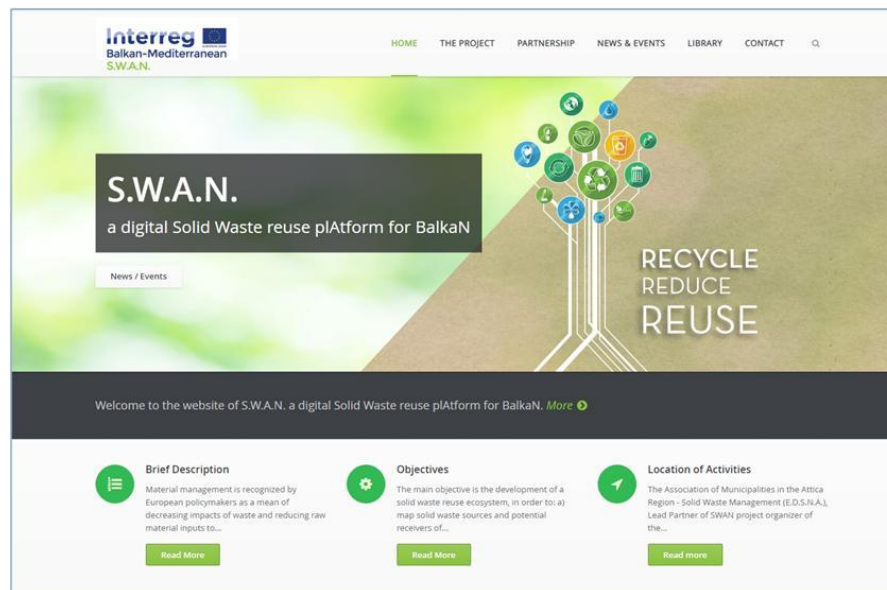 Interreg
EUROPEAN UNION
Balkan-Mediterranean
S.W.A.N.
HOME THE PROJECT PARTNERSHIP NEWS & EVENTS LIBRARY CONTACT
S.W.A.N.
a digital Solid Waste reuse plAtform for BalkaN
News / Events
RECYCLE
REDUCE
REUSE
Welcome to the website of S.W.A.N. a digital Solid Waste reuse plAtform for BalkaN. More
Brief Description
Material management is recognized by
European policymakers as a mean of
decreasing impacts of waste and reducing raw
material inputs to...
Read More
Objectives
The main objective is the development of a
solid waste reuse ecosystem, in order to: a)
map solid waste sources and potential
receivers of...
Read More
Location of Activities
The Association of Municipalities in the Attica
Region - Solid Waste Management (E.D.S.N.A.),
Lead Partner of SWAN project organizer of
the...
Read more